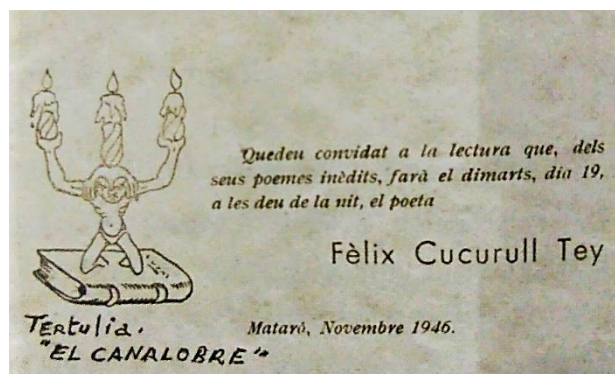 Quedeu convidat a la lectura que, dels
seus poemes inèdits, farà el dimarts, dia 19,
a les deu de la nit, el poeta
Fèlix Cucurull Tey
Mataró, Novembre 1946.
TERtulia.
"EL CANALOBRE"